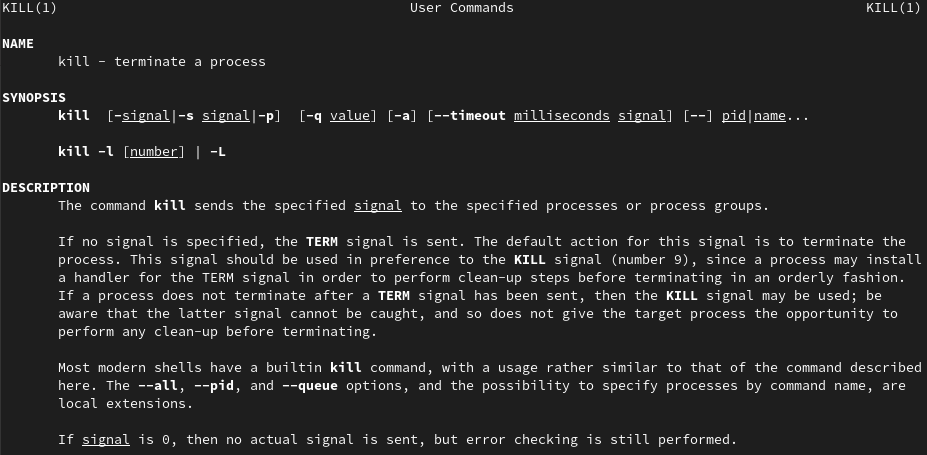 KILL(1) User Commands KILL(1)
NAME
kill - terminate a process
SYNOPSIS
kill [-signal|-s signal|-p] [-q value] [-a] [--timeout milliseconds signal] [--] pid|name...
kill -l [number] | -L
DESCRIPTION
The command kill sends the specified signal to the specified processes or process groups.
If no signal is specified, the TERM signal is sent. The default action for this signal is to terminate the
process. This signal should be used in preference to the KILL signal (number 9), since a process may install
a handler for the TERM signal in order to perform clean-up steps before terminating in an orderly fashion.
If a process does not terminate after a TERM signal has been sent, then the KILL signal may be used; be
aware that the latter signal cannot be caught, and so does not give the target process the opportunity to
perform any clean-up before terminating.
Most modern shells have a builtin kill command, with a usage rather similar to that of the command described
here. The --all, --pid, and --queue options, and the possibility to specify processes by command name, are
local extensions.
If signal is 0, then no actual signal is sent, but error checking is still performed.